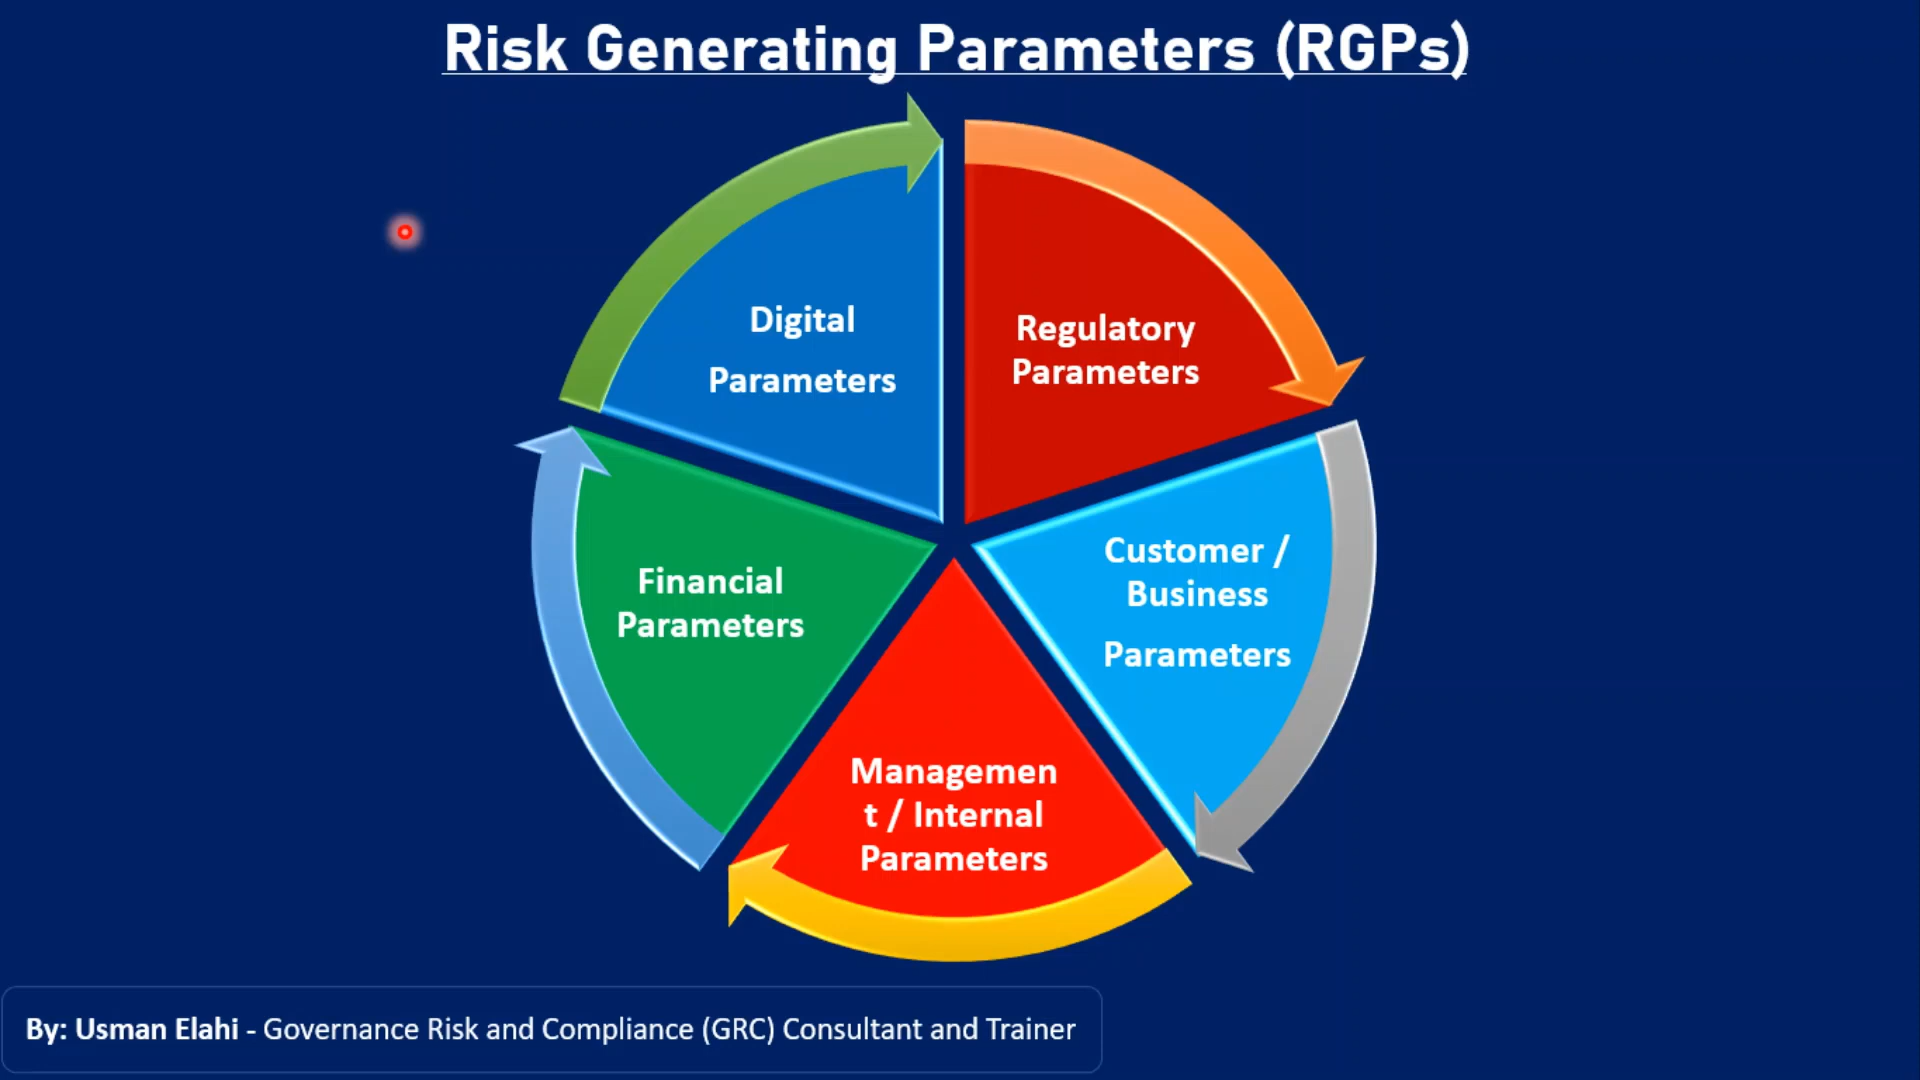 Risk Generating Parameters (RGPs)
Digital
Parameters
Regulatory
Parameters
Customer /
Business
Parameters
Managemen
t / Internal
Parameters
Financial
Parameters
By: Usman Elahi - Governance Risk and Compliance (GRC) Consultant and Trainer